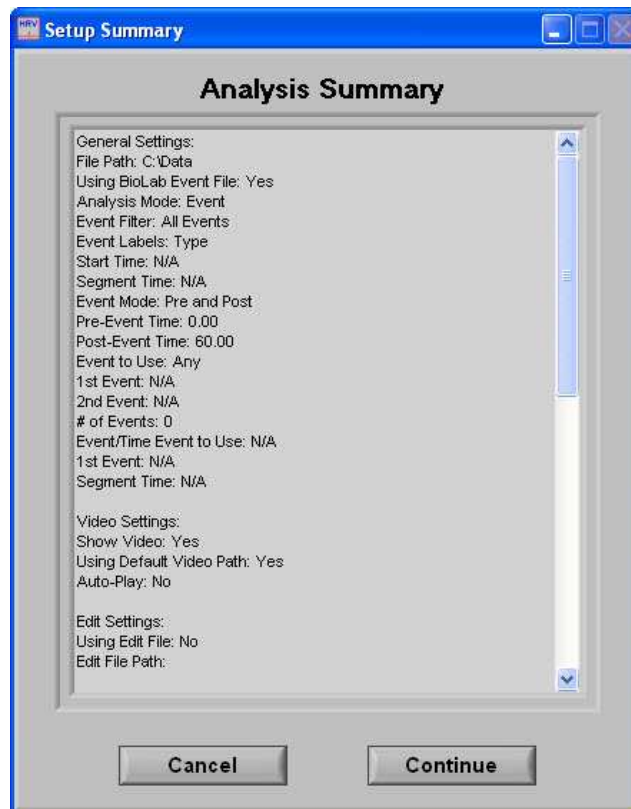 HRV
Setup Summary
Analysis Summary
General Settings:
File Path: C:\Data
Using BioLab Event File: Yes
Analysis Mode: Event
Event Filter: All Events
Event Labels: Type
Start Time: N/A
Segment Time: N/A
Event Mode: Pre and Post
Pre-Event Time: 0.00
Post-Event Time: 60.00
Event to Use: Any
1st Event: N/A
2nd Event: N/A
# of Events: 0
Event/Time Event to Use: N/A
1st Event: N/A
Segment Time: N/A
Video Settings:
Show Video: Yes
Using Default Video Path: Yes
Auto-Play: No
Edit Settings:
Using Edit File: No
Edit File Path:
Cancel
Continue